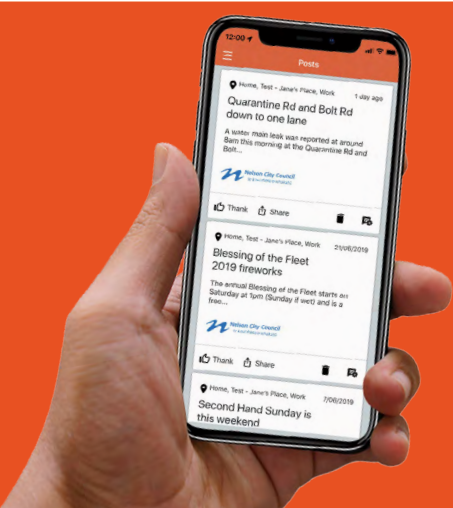 12:00
Posts
Home, Test - Jane's Place, Work 1 day ago
Quarantine Rd and Bolt Rd
down to one lane
A water main leak was reported at around
8am this morning at the Quarantine Rd and
Bolt...
Nelson City Council
Thank Share
Home, Test - Jane's Place, Work 21/06/2019
Blessing of the Fleet
2019 fireworks
The annual Blessing of the Fleet starts on
Saturday at 1pm (Sunday if wet) and is a
free...
Nelson City Council
Thank Share
Home, Test - Jane's Place, Work 7/06/2019
Second Hand Sunday is
this weekend